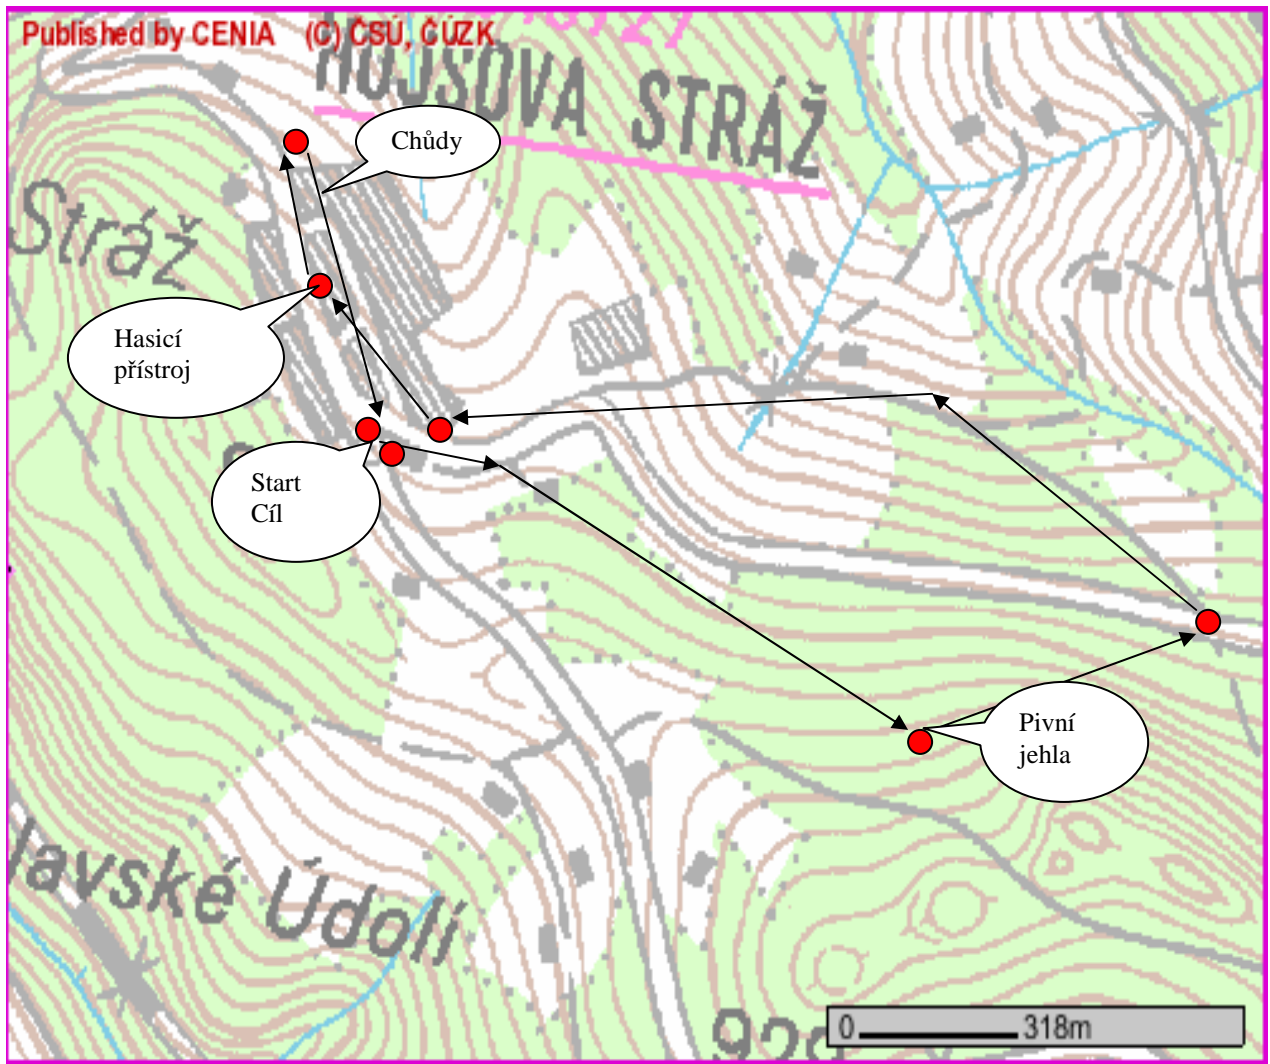 Published by CENIA (C) ČSÚ, ČÚZK
HOJSOVA STRÁŽ
Chůdy
Stráž
Hasicí
přístroj
Start
Cíl
Pivní
jehla
lavské Údolí
0 318m